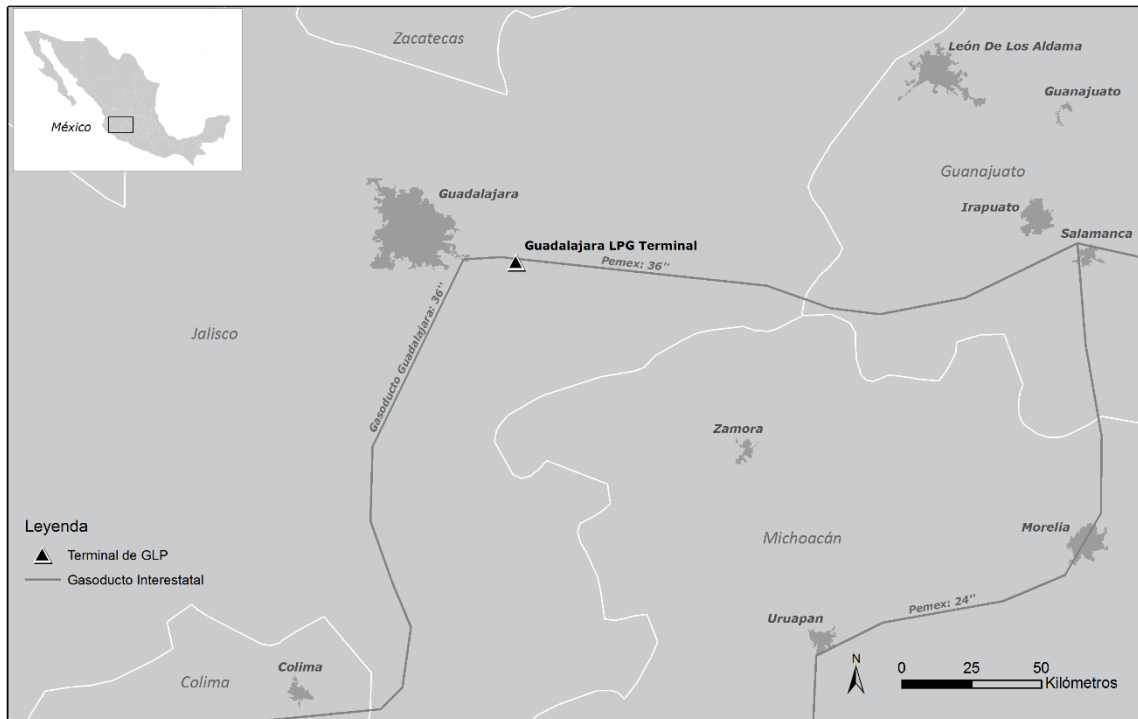 Zacatecas
León De Los Aldama
Guanajuato
México
Guanajuato
Guadalajara
Irapuato
Salamanca
Guadalajara LPG Terminal
Pemex: 36''
Gasoducto Guadalajara: 36''
Jalisco
Zamora
Leyenda
Terminal de GLP
Gasoducto Interestatal
Michoacán
Morelia
Pemex: 24''
Uruapan
Colima
Colima
N
0 25 50
Kilómetros